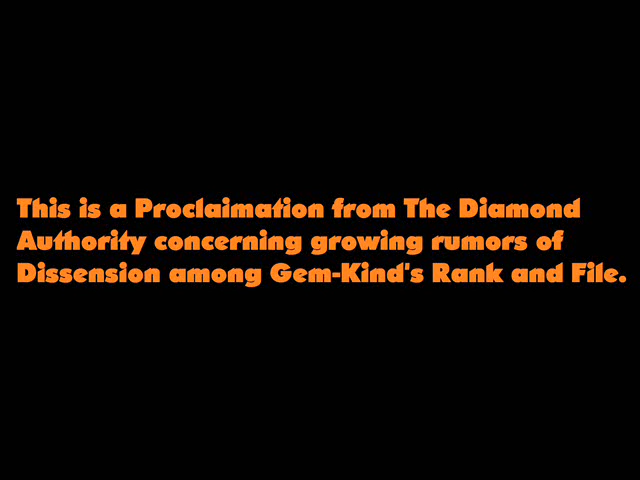 This is a Proclaimation from The Diamond
Authority concerning growing rumors of
Dissension among Gem-Kind's Rank and File.